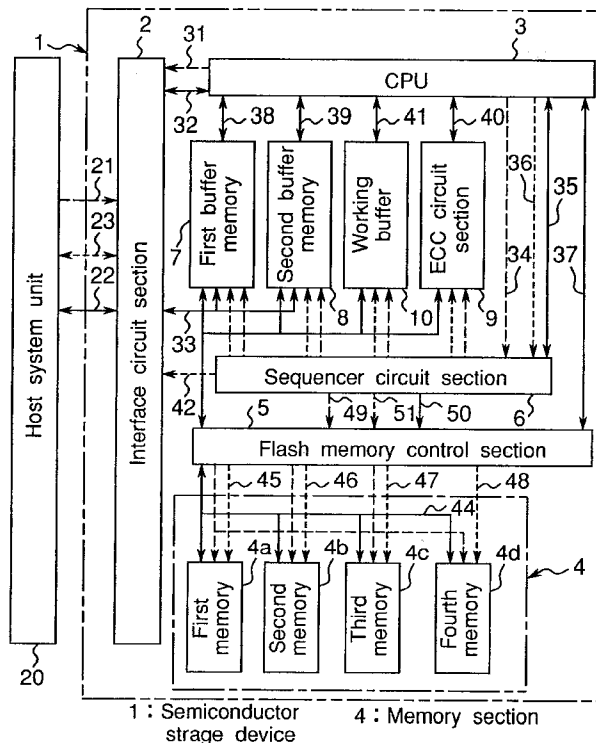 1
2
31
3
CPU
32
38
39
41
40
36
35
21
23
22
First buffer memory
Second buffer memory
Working buffer
ECC circuit section
7
8
10
9
34
37
33
Host system unit
Interface circuit section
Sequencer circuit section
42
49
51
50
6
5
Flash memory control section
45
46
47
48
44
4a
4b
4c
4d
4
First memory
Second memory
Third memory
Fourth memory
20
1 : Semiconductor
strage device
4 : Memory section